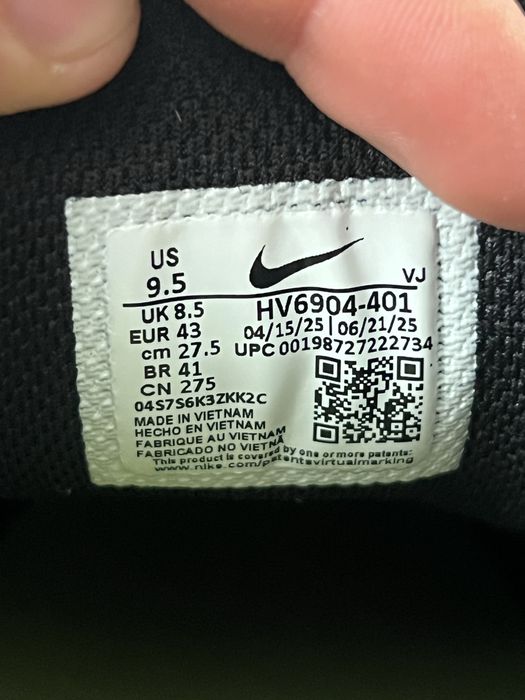 US
9.5
VJ
UK 8.5
EUR 43
cm 27.5
BR 41
CN 275
HV6904-401
04/15/25 | 06/21/25
UPC 00198727222734
04S7S6K3ZKK2C
MADE IN VIETNAM
HECHO EN VIETNAM
FABRIQUE AU VIETNAM
FABRICADO NO VIETNÃ
This product is covered by one or more patents:
www.nike.com/patentsvirtualmarking